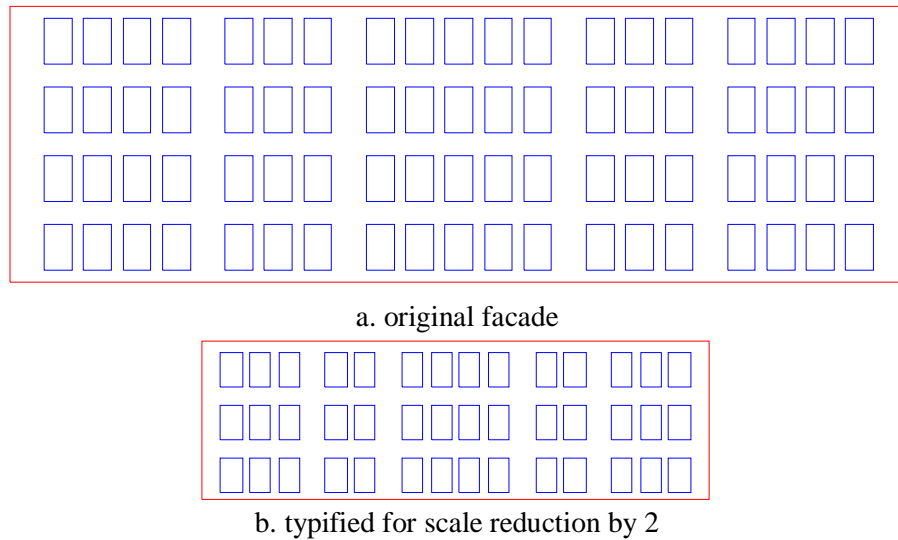 a. original facade
b. typified for scale reduction by 2